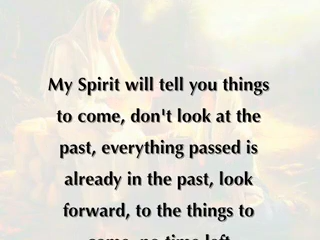 My Spirit will tell you things
to come, don't look at the
past, everything passed is
already in the past, look
forward, to the things to
come, no time left